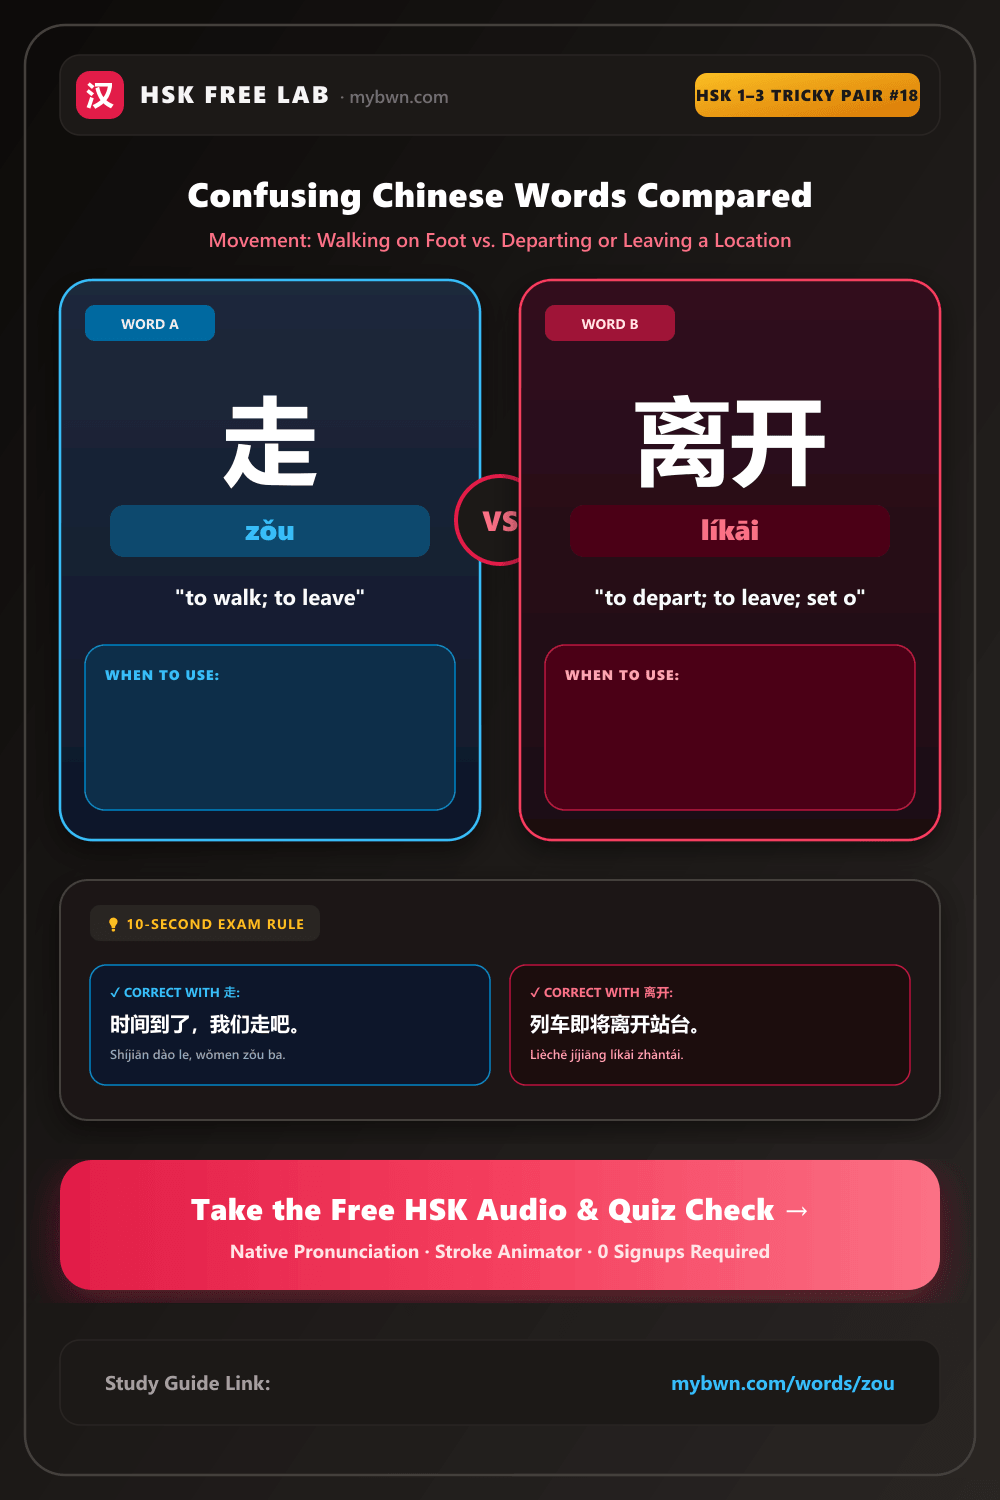 汉 HSK FREE LAB · mybwn.com
HSK 1–3 TRICKY PAIR #18
Confusing Chinese Words Compared
Movement: Walking on Foot vs. Departing or Leaving a Location
WORD A
走
zǒu
"to walk; to leave"
WHEN TO USE:
VS
WORD B
离开
líkāi
"to depart; to leave; set o"
WHEN TO USE:
10-SECOND EXAM RULE
✓ CORRECT WITH 走:
时间到了，我们走吧。
Shíjiān dào le, wǒmen zǒu ba.
✓ CORRECT WITH 离开:
列车即将离开站台。
Lièchē jíjiāng líkāi zhàntái.
Take the Free HSK Audio & Quiz Check →
Native Pronunciation · Stroke Animator · 0 Signups Required
Study Guide Link:
mybwn.com/words/zou